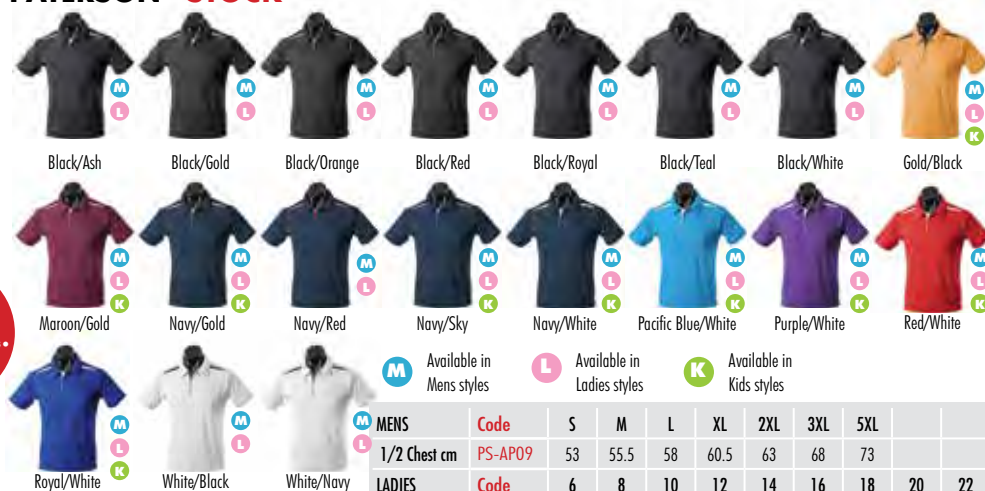 PATERSON STOCK
M M M M M M M M
L L L L L L L L
K
Black/Ash Black/Gold Black/Orange Black/Red Black/Royal Black/Teal Black/White Gold/Black
M M M M M M M M
L L L L L L L L
K K K K K K K
Maroon/Gold Navy/Gold Navy/Red Navy/Sky Navy/White Pacific Blue/White Purple/White Red/White
M Available in Mens styles
L Available in Ladies styles
K Available in Kids styles
M M M
L L L
K
Royal/White White/Black White/Navy
MENS Code S M L XL 2XL 3XL 5XL
1/2 Chest cm PS-AP09 53 55.5 58 60.5 63 68 73
LADIES Code 6 8 10 12 14 16 18 20 22